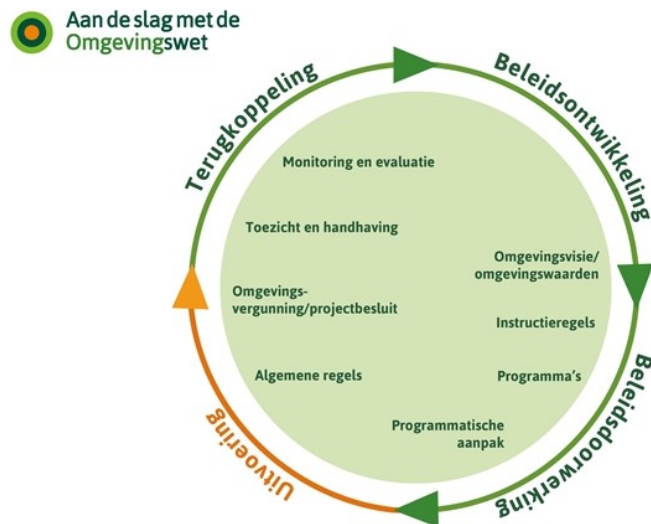 Aan de slag met de
Omgevingswet
Terugkoppeling
Beleidsontwikkeling
Monitoring en evaluatie
Toezicht en handhaving
Omgevingsvisie/
omgevingswaarden
Omgevings-
vergunning/projectbesluit
Instructieregels
Algemene regels
Programma's
Programmatische
aanpak
Uitvoering
Beleidsdoorwerking